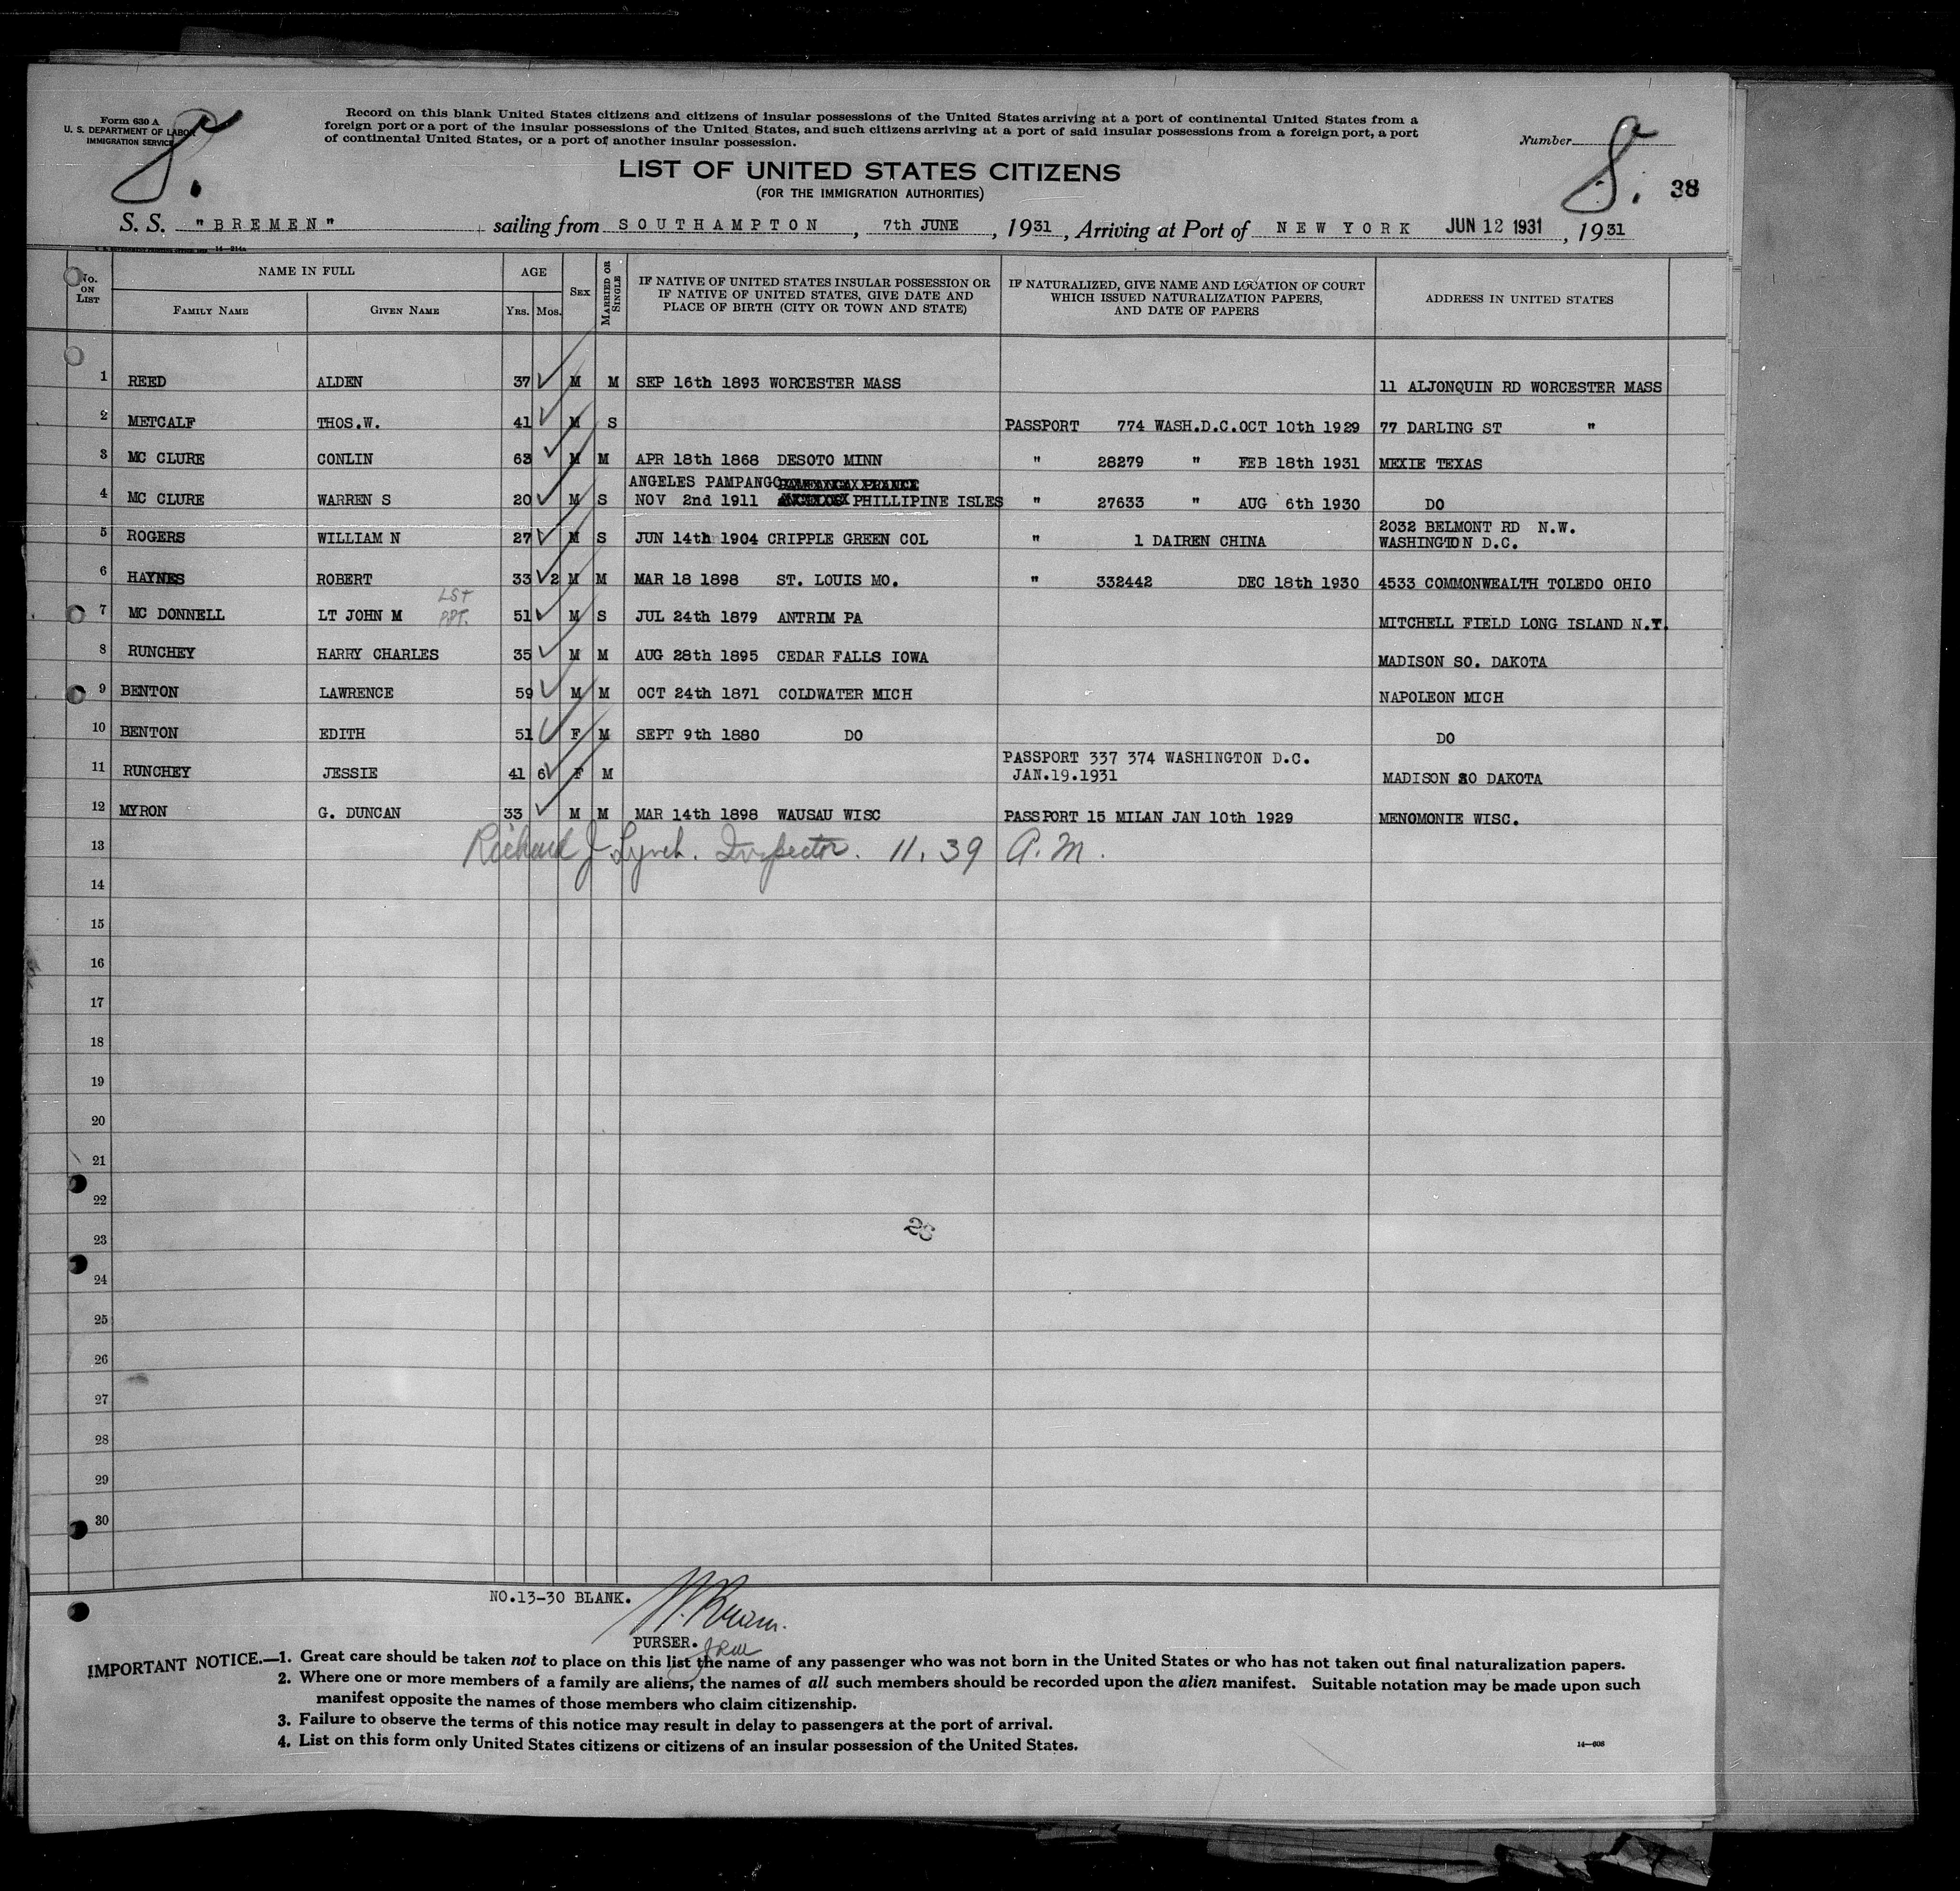 Form 630 A
U. S. DEPARTMENT OF LABOR
IMMIGRATION SERVICE
8.
Record on this blank United States citizens and citizens of insular possessions of the United States arriving at a port of continental United States from a
foreign port or a port of the insular possessions of the United States, and such citizens arriving at a port of said insular possessions from a foreign port, a port
of continental United States, or a port of another insular possession.
Number 8.
38
LIST OF UNITED STATES CITIZENS
(FOR THE IMMIGRATION AUTHORITIES)
S. S. "BREMEN" sailing from SOUTHAMPTON, 7th JUNE, 1931, Arriving at Port of NEW YORK JUN 12 1931, 1931
No. ON LIST | NAME IN FULL | AGE | SEX | MARRIED OR SINGLE | IF NATIVE OF UNITED STATES INSULAR POSSESSION OR IF NATIVE OF UNITED STATES, GIVE DATE AND PLACE OF BIRTH (CITY OR TOWN AND STATE) | IF NATURALIZED, GIVE NAME AND LOCATION OF COURT WHICH ISSUED NATURALIZATION PAPERS, AND DATE OF PAPERS | ADDRESS IN UNITED STATES
FAMILY NAME | GIVEN NAME | YRS. | MOS.
1 REED ALDEN 37 M M SEP 16th 1893 WORCESTER MASS 11 ALJONQUIN RD WORCESTER MASS
2 METCALF THOS.W. 41 M S PASSPORT 774 WASH.D.C.OCT 10th 1929 77 DARLING ST "
3 MC CLURE CONLIN 63 M M APR 18th 1868 DESOTO MINN " 28279 " FEB 18th 1931 MEXIE TEXAS
ANGELES PAMPANGO
4 MC CLURE WARREN S 20 M S NOV 2nd 1911 PHILLIPINE ISLES " 27633 " AUG 6th 1930 DO
5 ROGERS WILLIAM N 27 M S JUN 14th 1904 CRIPPLE GREEN COL " 1 DAIREN CHINA 2032 BELMONT RD N.W.
WASHINGTON D.C.
6 HAYNES ROBERT 33 2 M M MAR 18 1898 ST. LOUIS MO. " 332442 DEC 18th 1930 4533 COMMONWEALTH TOLEDO OHIO
7 MC DONNELL LT JOHN M LST PPT. 51 M S JUL 24th 1879 ANTRIM PA MITCHELL FIELD LONG ISLAND N.Y.
8 RUNCHEY HARRY CHARLES 35 M M AUG 28th 1895 CEDAR FALLS IOWA MADISON SO. DAKOTA
9 BENTON LAWRENCE 59 M M OCT 24th 1871 COLDWATER MICH NAPOLEON MICH
10 BENTON EDITH 51 F M SEPT 9th 1880 DO DO
11 RUNCHEY JESSIE 41 6 F M PASSPORT 337 374 WASHINGTON D.C.
JAN.19.1931 MADISON SO DAKOTA
12 MYRON G. DUNCAN 33 M M MAR 14th 1898 WAUSAU WISC PASSPORT 15 MILAN JAN 10th 1929 MENOMONIE WISC.
13 Richard J Lynch. Inspector. 11.39 A.M.
14
15
16
17
18
19
20
21
22
23
24
25
26
27
28
29
30
NO.13-30 BLANK.
PURSER.
IMPORTANT NOTICE.—1. Great care should be taken not to place on this list the name of any passenger who was not born in the United States or who has not taken out final naturalization papers.
2. Where one or more members of a family are aliens, the names of all such members should be recorded upon the alien manifest. Suitable notation may be made upon such
manifest opposite the names of those members who claim citizenship.
3. Failure to observe the terms of this notice may result in delay to passengers at the port of arrival.
4. List on this form only United States citizens or citizens of an insular possession of the United States.
14—608